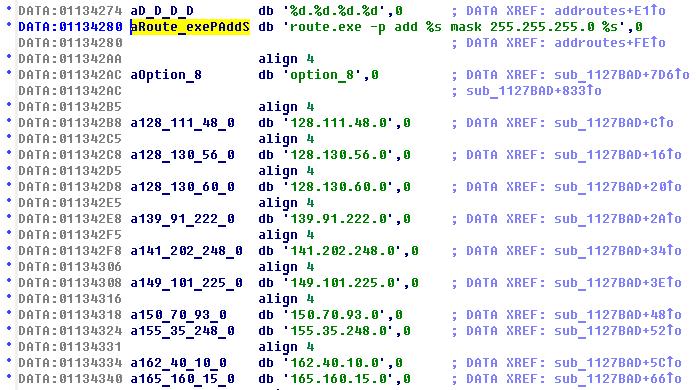 DATA:01134274 aD_D_D_D db '%d.%d.%d.%d',0 ; DATA XREF: addroutes+E1↑o
DATA:01134280 aRoute_exePAddS db 'route.exe -p add %s mask 255.255.255.0 %s',0
DATA:01134280 ; DATA XREF: addroutes+FE↑o
DATA:011342AA align 4
DATA:011342AC aOption_8 db 'option_8',0 ; DATA XREF: sub_1127BAD+7D6↑o
DATA:011342AC ; sub_1127BAD+833↑o
DATA:011342B5 align 4
DATA:011342B8 a128_111_48_0 db '128.111.48.0',0 ; DATA XREF: sub_1127BAD+C↑o
DATA:011342C5 align 4
DATA:011342C8 a128_130_56_0 db '128.130.56.0',0 ; DATA XREF: sub_1127BAD+16↑o
DATA:011342D5 align 4
DATA:011342D8 a128_130_60_0 db '128.130.60.0',0 ; DATA XREF: sub_1127BAD+20↑o
DATA:011342E5 align 4
DATA:011342E8 a139_91_222_0 db '139.91.222.0',0 ; DATA XREF: sub_1127BAD+2A↑o
DATA:011342F5 align 4
DATA:011342F8 a141_202_248_0 db '141.202.248.0',0 ; DATA XREF: sub_1127BAD+34↑o
DATA:01134306 align 4
DATA:01134308 a149_101_225_0 db '149.101.225.0',0 ; DATA XREF: sub_1127BAD+3E↑o
DATA:01134316 align 4
DATA:01134318 a150_70_93_0 db '150.70.93.0',0 ; DATA XREF: sub_1127BAD+48↑o
DATA:01134324 a155_35_248_0 db '155.35.248.0',0 ; DATA XREF: sub_1127BAD+52↑o
DATA:01134331 align 4
DATA:01134334 a162_40_10_0 db '162.40.10.0',0 ; DATA XREF: sub_1127BAD+5C↑o
DATA:01134340 a165_160_15_0 db '165.160.15.0',0 ; DATA XREF: sub_1127BAD+66↑o